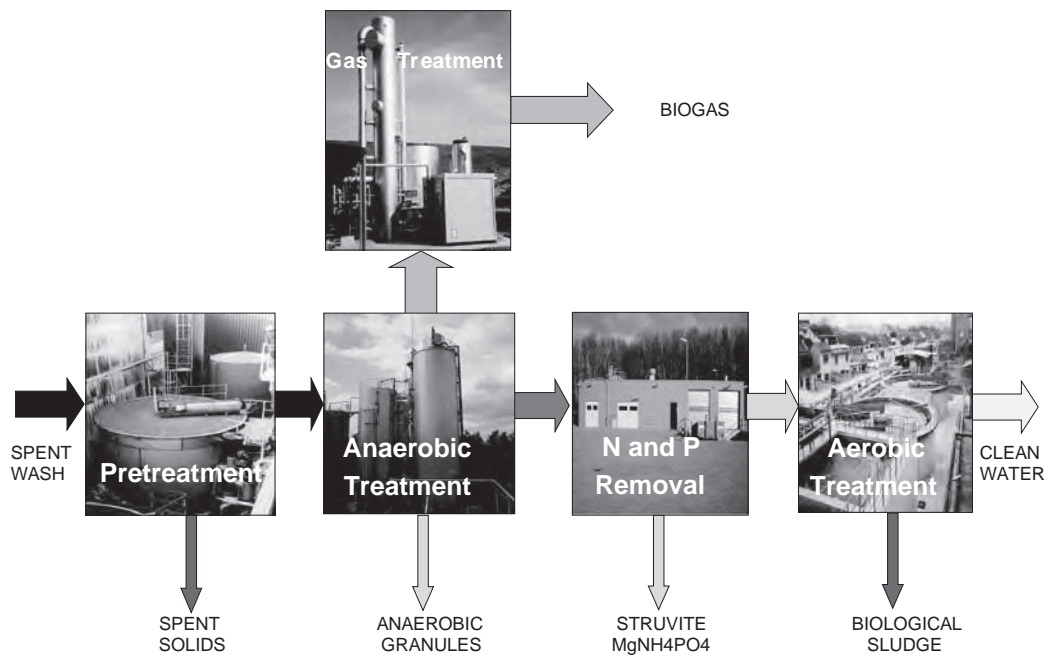 Gas Treatment
BIOGAS
SPENT
WASH
Pretreatment
Anaerobic
Treatment
N and P
Removal
Aerobic
Treatment
CLEAN
WATER
SPENT
SOLIDS
ANAEROBIC
GRANULES
STRUVITE
MgNH4PO4
BIOLOGICAL
SLUDGE